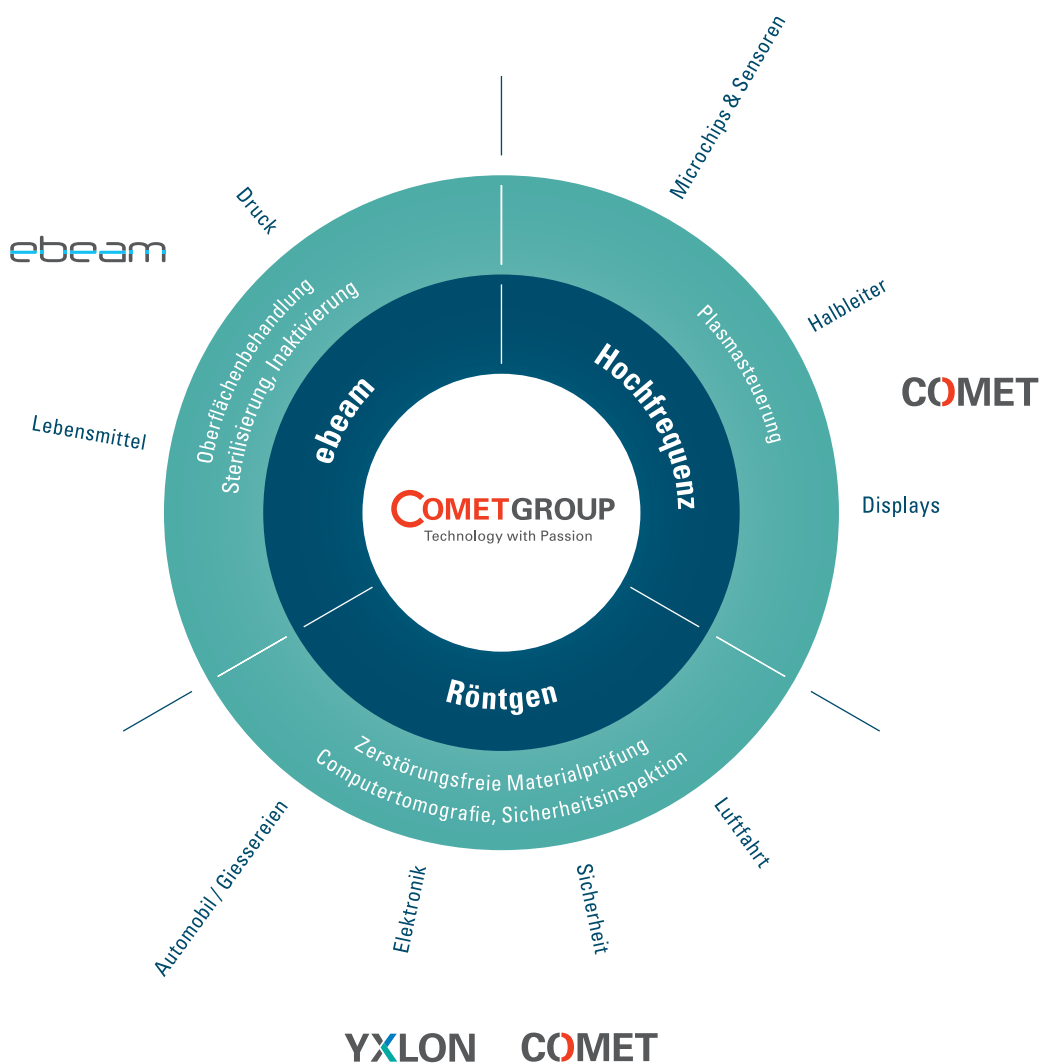 Microchips & Sensoren
Druck
ebeam
Halbleiter
Oberflächenbehandlung
Sterilisierung, Inaktivierung
Plasmasteuerung
ebeam
Hochfrequenz
COMET
Lebensmittel
COMETGROUP
Technology with Passion
Displays
Röntgen
Zerstörungsfreie Materialprüfung
Computertomografie, Sicherheitsinspektion
Automobil / Giessereien
Elektronik
Sicherheit
Luftfahrt
YXLON
COMET